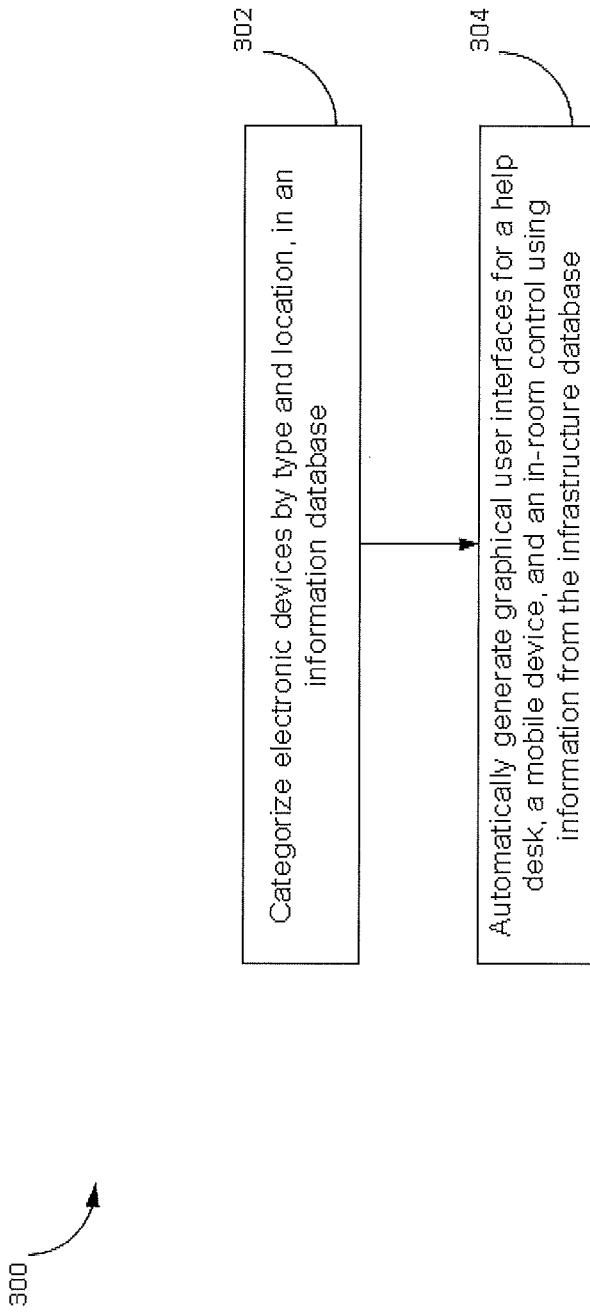 300
302
Categorize electronic devices by type and location, in an
information database
304
Automatically generate graphical user interfaces for a help
desk, a mobile device, and an in-room control using
information from the infrastructure database